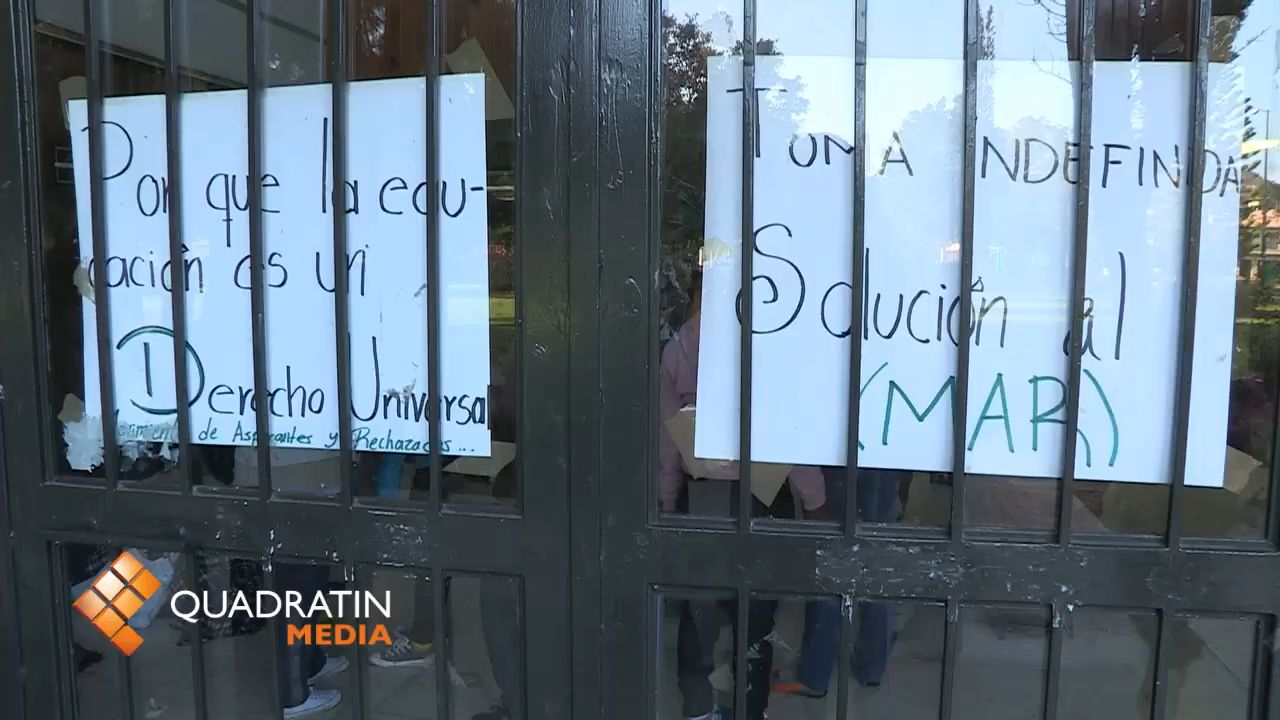 Por que la edu-
cación es un
Derecho Universal
de Aspirantes y Rechazados...
TOMA INDEFINIDA
Solución al
(MAR)
QUADRATIN
MEDIA